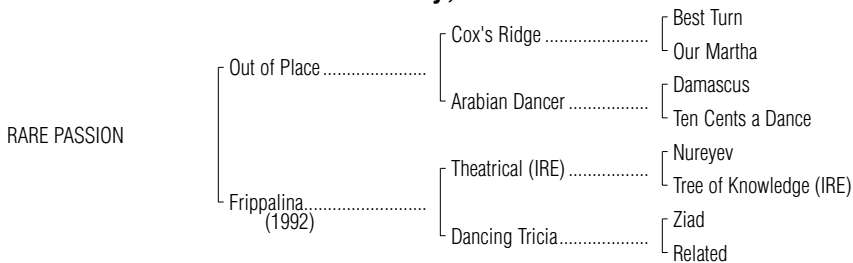 Best Turn
Cox's Ridge ......................
Our Martha
Out of Place ......................
Damascus
Arabian Dancer .................
Ten Cents a Dance
RARE PASSION
Nureyev
Theatrical (IRE) .................
Tree of Knowledge (IRE)
Frippalina..........................
(1992)
Ziad
Dancing Tricia...................
Related